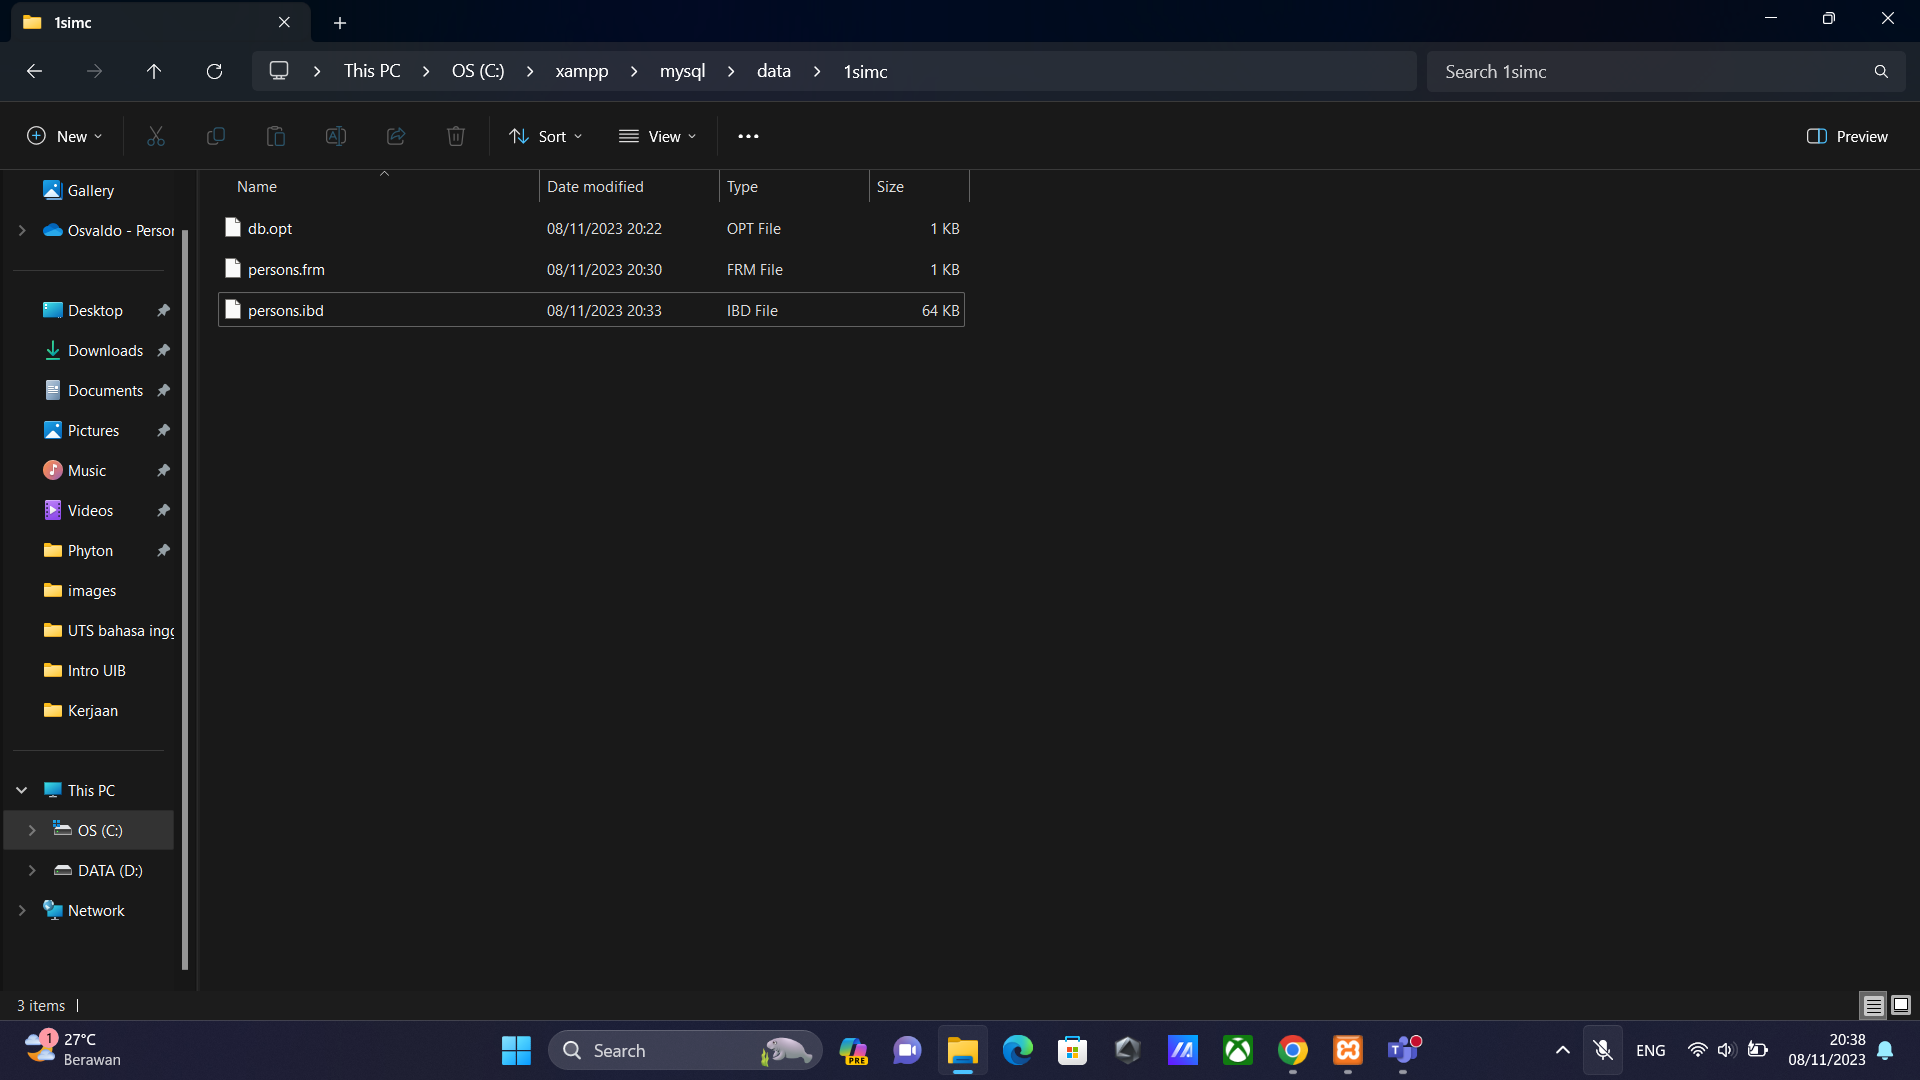 1simc
This PC
OS (C:)
xampp
mysql
data
1simc
Search 1simc
New
Sort
View
Preview
Name
Date modified
Type
Size
db.opt
08/11/2023 20:22
OPT File
1 KB
persons.frm
08/11/2023 20:30
FRM File
1 KB
persons.ibd
08/11/2023 20:33
IBD File
64 KB
Gallery
Osvaldo - Person
Desktop
Downloads
Documents
Pictures
Music
Videos
Phyton
images
UTS bahasa ingg
Intro UIB
Kerjaan
This PC
OS (C:)
DATA (D:)
Network
3 items
1
27°C
Berawan
Search
PRE
ENG
20:38
08/11/2023